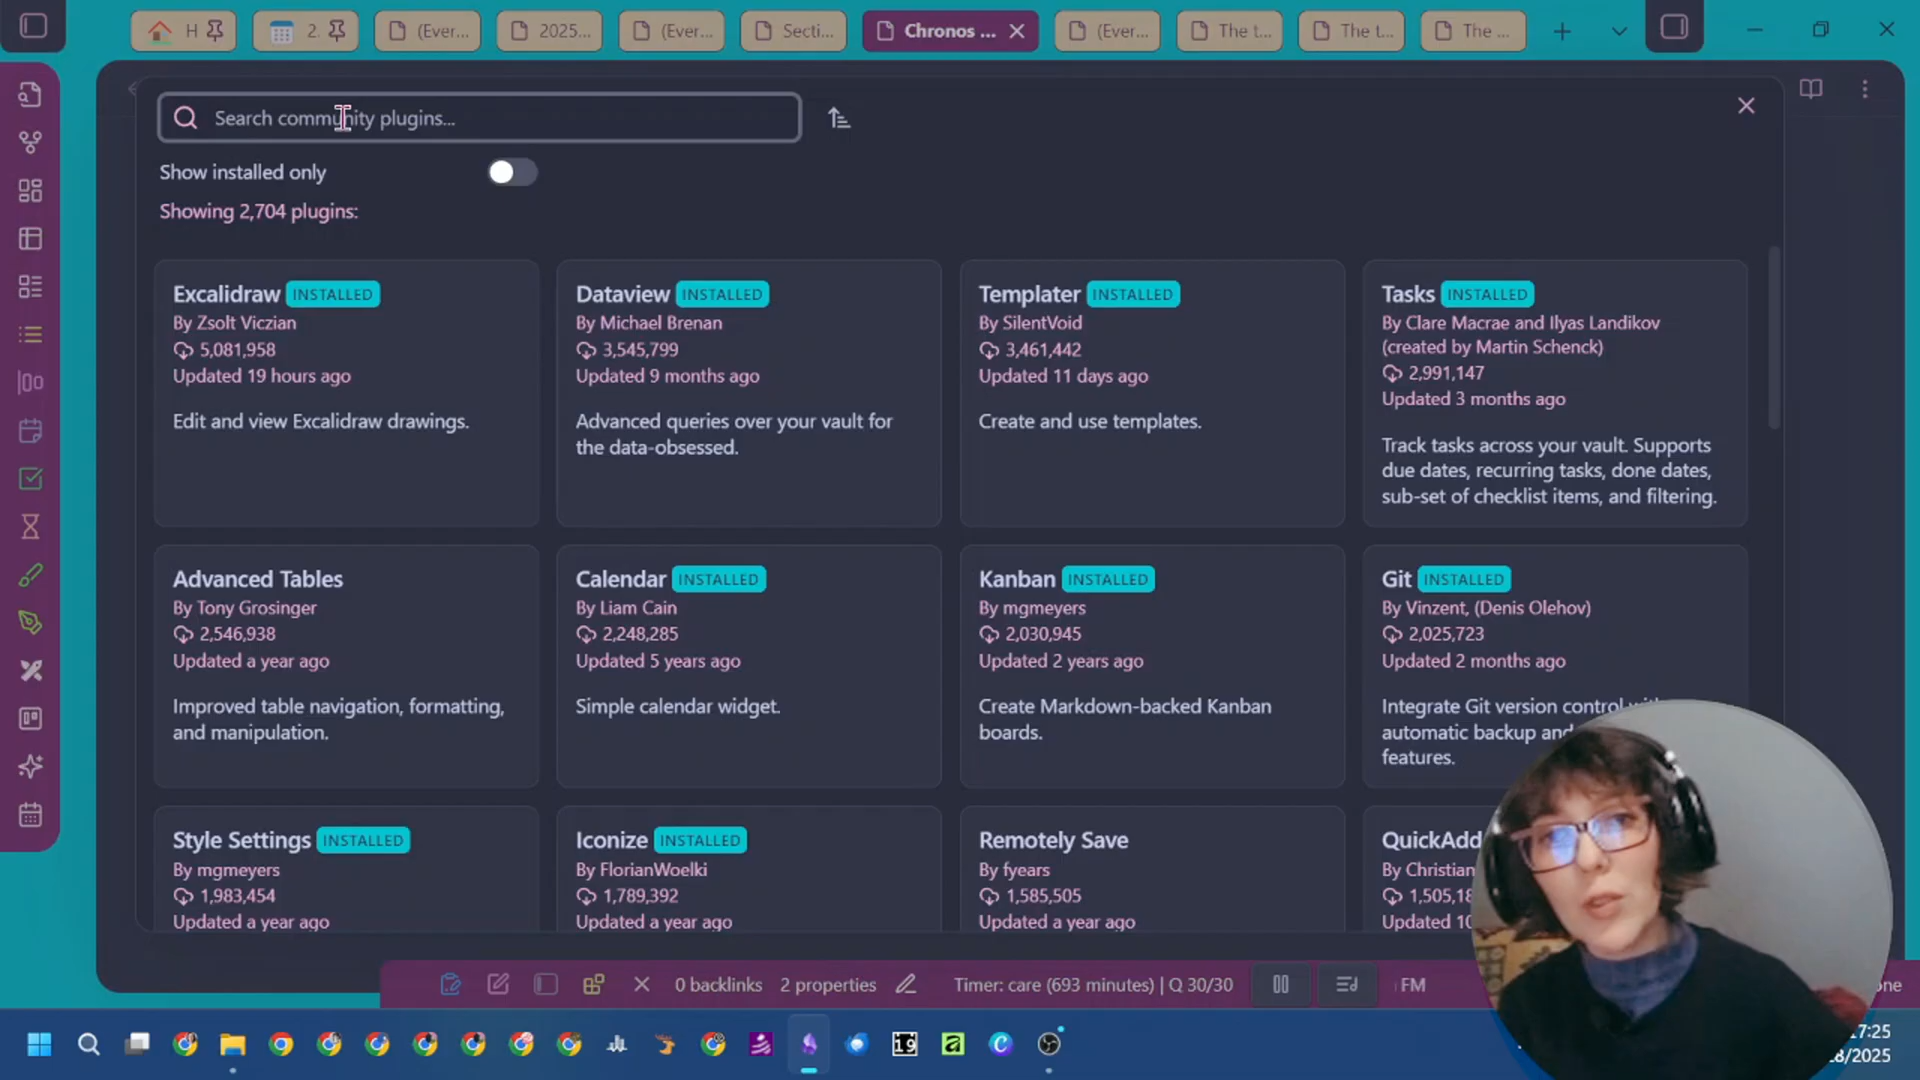 H
2.
(Ever...
2025...
(Ever...
Secti...
Chronos ...
(Ever...
The t...
The t...
The ...
Search community plugins...
Show installed only
Showing 2,704 plugins:
Excalidraw INSTALLED
By Zsolt Viczian
5,081,958
Updated 19 hours ago
Edit and view Excalidraw drawings.
Dataview INSTALLED
By Michael Brenan
3,545,799
Updated 9 months ago
Advanced queries over your vault for
the data-obsessed.
Templater INSTALLED
By SilentVoid
3,461,442
Updated 11 days ago
Create and use templates.
Tasks INSTALLED
By Clare Macrae and Ilyas Landikov
(created by Martin Schenck)
2,991,147
Updated 3 months ago
Track tasks across your vault. Supports
due dates, recurring tasks, done dates,
sub-set of checklist items, and filtering.
Advanced Tables
By Tony Grosinger
2,546,938
Updated a year ago
Improved table navigation, formatting,
and manipulation.
Calendar INSTALLED
By Liam Cain
2,248,285
Updated 5 years ago
Simple calendar widget.
Kanban INSTALLED
By mgmeyers
2,030,945
Updated 2 years ago
Create Markdown-backed Kanban
boards.
Git INSTALLED
By Vinzent, (Denis Olehov)
2,025,723
Updated 2 months ago
Integrate Git version control
automatic backup and
features.
Style Settings INSTALLED
By mgmeyers
1,983,454
Updated a year ago
Iconize INSTALLED
By FlorianWoelki
1,789,392
Updated a year ago
Remotely Save
By fyears
1,585,505
Updated a year ago
QuickAdd
By Christian
1,505,18
Updated 10
0 backlinks 2 properties Timer: care (693 minutes) | Q 30/30 FM
one
19
17:25
8/2025